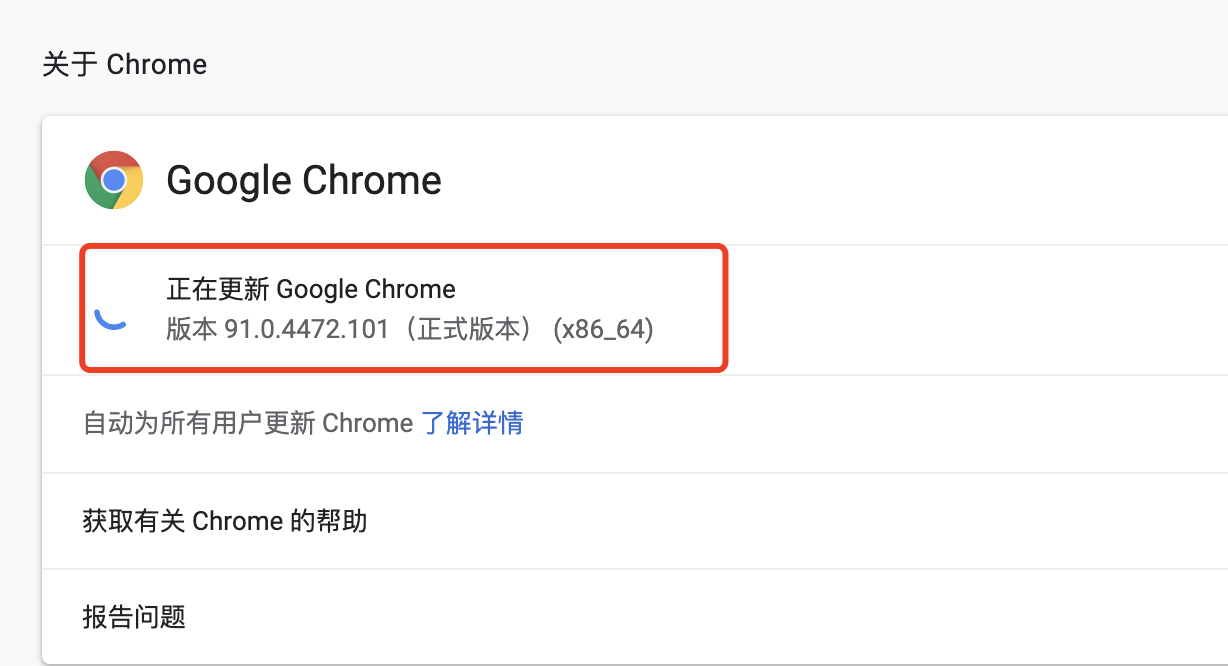 关于 Chrome
Google Chrome
正在更新 Google Chrome
版本 91.0.4472.101（正式版本） (x86_64)
自动为所有用户更新 Chrome 了解详情
获取有关 Chrome 的帮助
报告问题